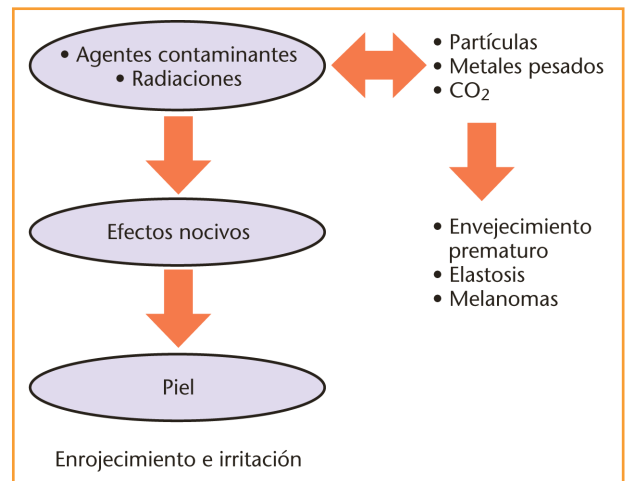 • Agentes contaminantes
• Radiaciones
• Partículas
• Metales pesados
• CO₂
Efectos nocivos
• Envejecimiento
prematuro
• Elastosis
• Melanomas
Piel
Enrojecimiento e irritación